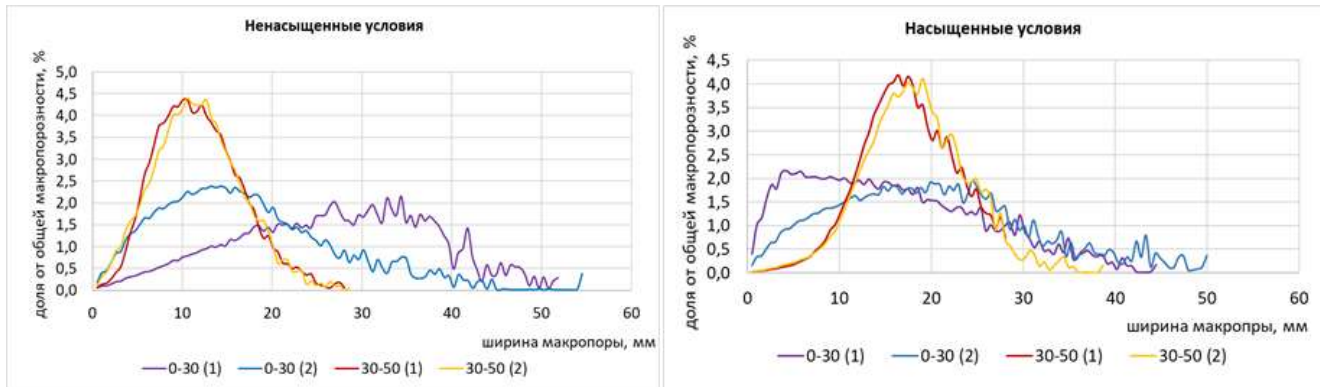 Ненасыщенные условия
доля от общей макропорозности, %
5,0
4,5
4,0
3,5
3,0
2,5
2,0
1,5
1,0
0,5
0,0
0 10 20 30 40 50 60
ширина макропоры, мм
0-30 (1) 0-30 (2) 30-50 (1) 30-50 (2)
Насыщенные условия
доля от общей макропорозности, %
4,5
4,0
3,5
3,0
2,5
2,0
1,5
1,0
0,5
0,0
0 10 20 30 40 50 60
ширина макропры, мм
0-30 (1) 0-30 (2) 30-50 (1) 30-50 (2)